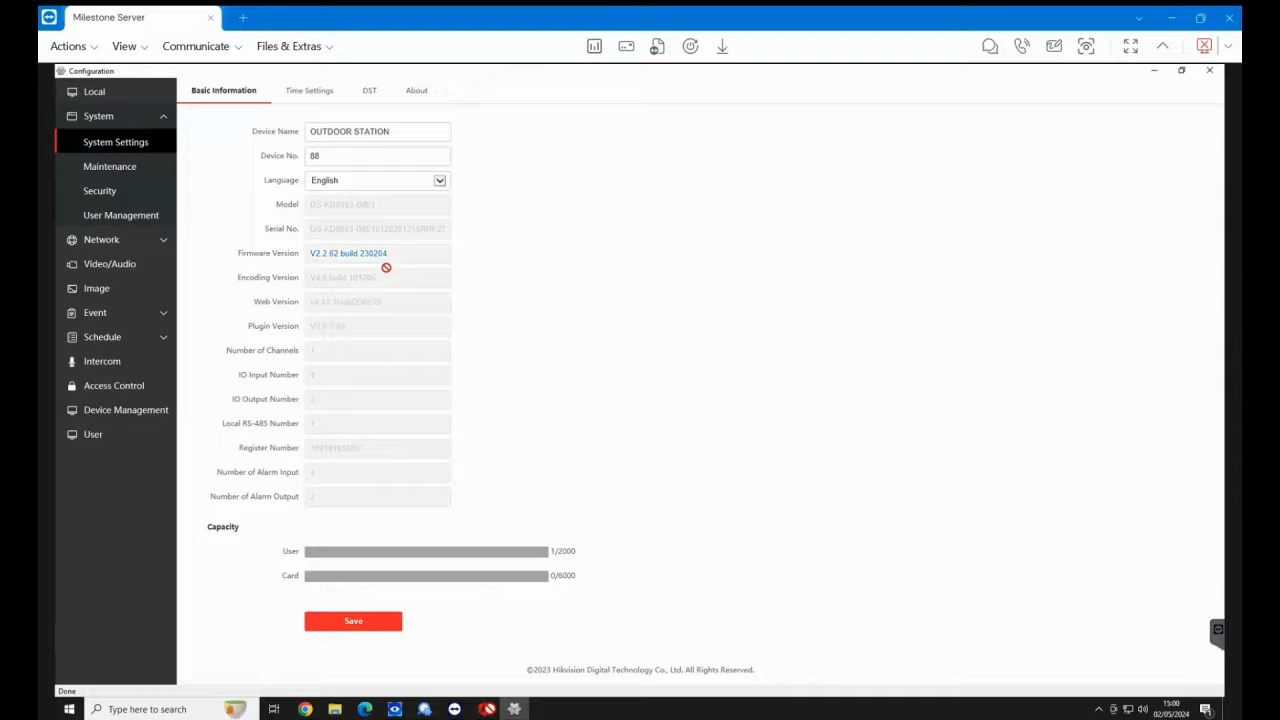 Milestone Server
Actions View Communicate Files & Extras
Configuration
Local
System
System Settings
Maintenance
Security
User Management
Network
Video/Audio
Image
Event
Schedule
Intercom
Access Control
Device Management
User
Basic Information Time Settings DST About
Device Name OUTDOOR STATION
Device No. 88
Language English
Model
Serial No.
Firmware Version V2.2.62 build 230204
Encoding Version
Web Version
Plugin Version
Number of Channels 1
IO Input Number
IO Output Number
Local RS-485 Number 1
Register Number
Number of Alarm Input 4
Number of Alarm Output 2
Capacity
User 1/2000
Card 0/6000
Save
©2023 Hikvision Digital Technology Co., Ltd. All Rights Reserved.
Done
Type here to search
15:00
02/05/2024